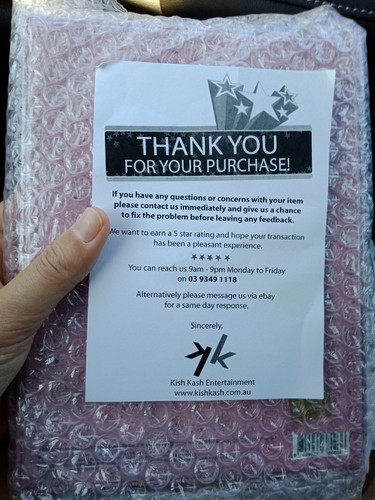 THANK YOU
FOR YOUR PURCHASE!
If you have any questions or concerns with your item
please contact us immediately and give us a chance
to fix the problem before leaving any feedback.
We want to earn a 5 star rating and hope your transaction
has been a pleasant experience.
You can reach us 9am - 9pm Monday to Friday
on 03 9349 1118
Alternatively please message us via ebay
for a same day response.
Sincerely,
Kish Kash Entertainment
www.kishkash.com.au